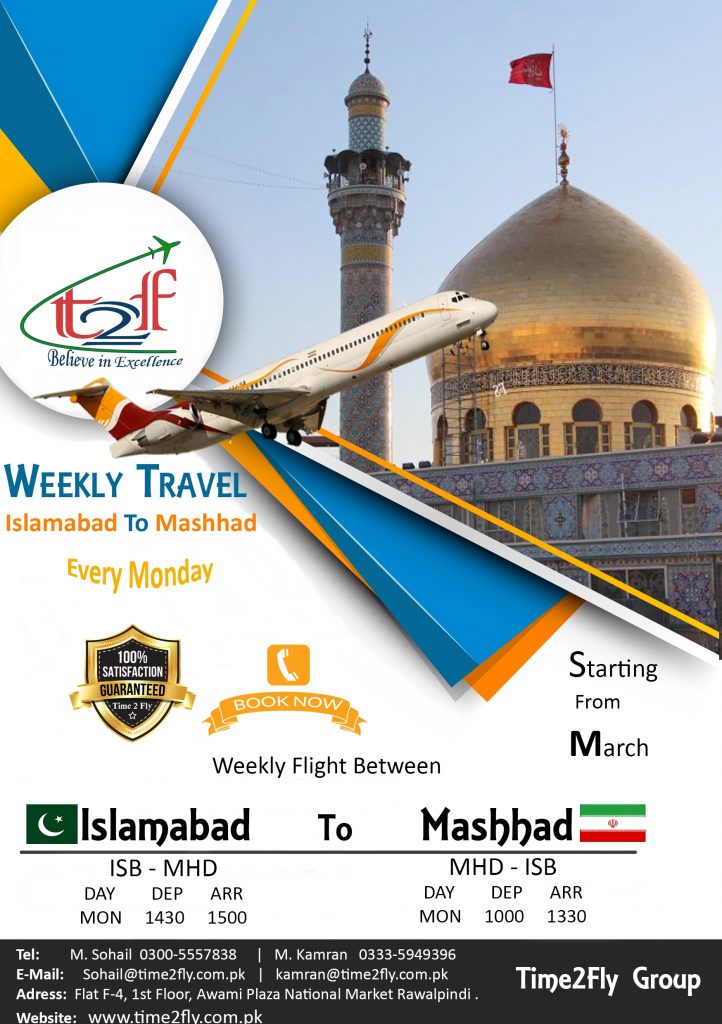 t2f
Believe in Excellence
WEEKLY TRAVEL
Islamabad To Mashhad
Every Monday
100%
SATISFACTION
GUARANTEED
Time 2 Fly
BOOK NOW
Starting
From
March
Weekly Flight Between
Islamabad To Mashhad
ISB - MHD MHD - ISB
DAY DEP ARR DAY DEP ARR
MON 1430 1500 MON 1000 1330
Tel: M. Sohail 0300-5557838 | M. Kamran 0333-5949396
E-Mail: Sohail@time2fly.com.pk | kamran@time2fly.com.pk
Adress: Flat F-4, 1st Floor, Awami Plaza National Market Rawalpindi .
Website: www.time2fly.com.pk
Time2Fly Group